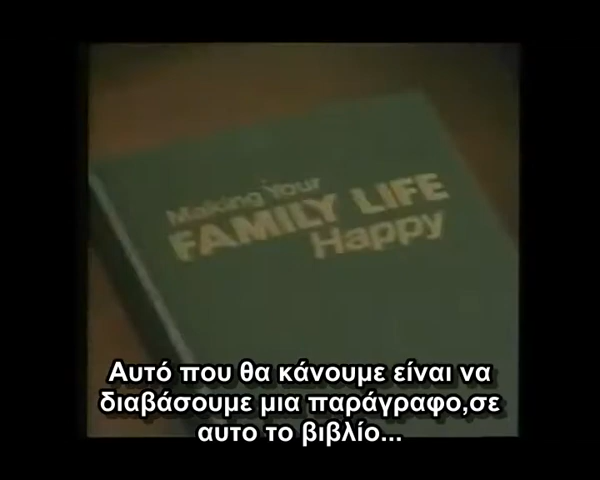 Making Your
FAMILY LIFE
Happy
Αυτό που θα κάνουμε είναι να
διαβάσουμε μια παράγραφο,σε
αυτο το βιβλίο...